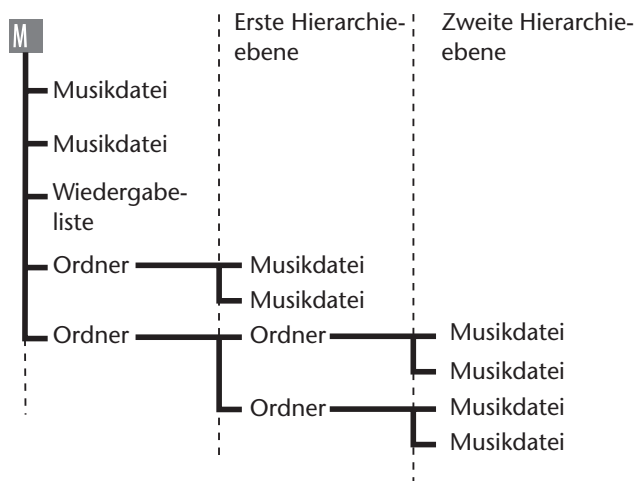 M
Erste Hierarchie-
ebene
Zweite Hierarchie-
ebene
Musikdatei
Musikdatei
Wiedergabe-
liste
Ordner
Musikdatei
Musikdatei
Ordner
Ordner
Musikdatei
Musikdatei
Ordner
Musikdatei
Musikdatei